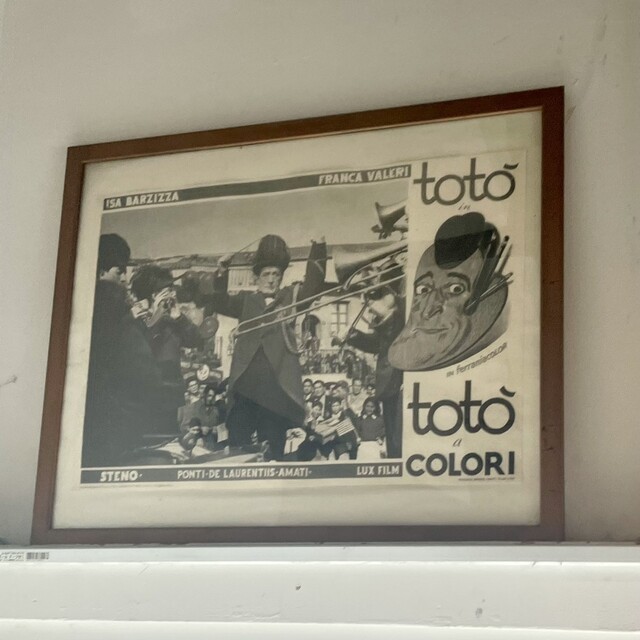 ISA BARZIZZA
FRANCA VALERI
totò
in
in ferraniacolor
totò
a
COLORI
STENO-
PONTI-DE LAURENTIIS-AMATI-
LUX FILM